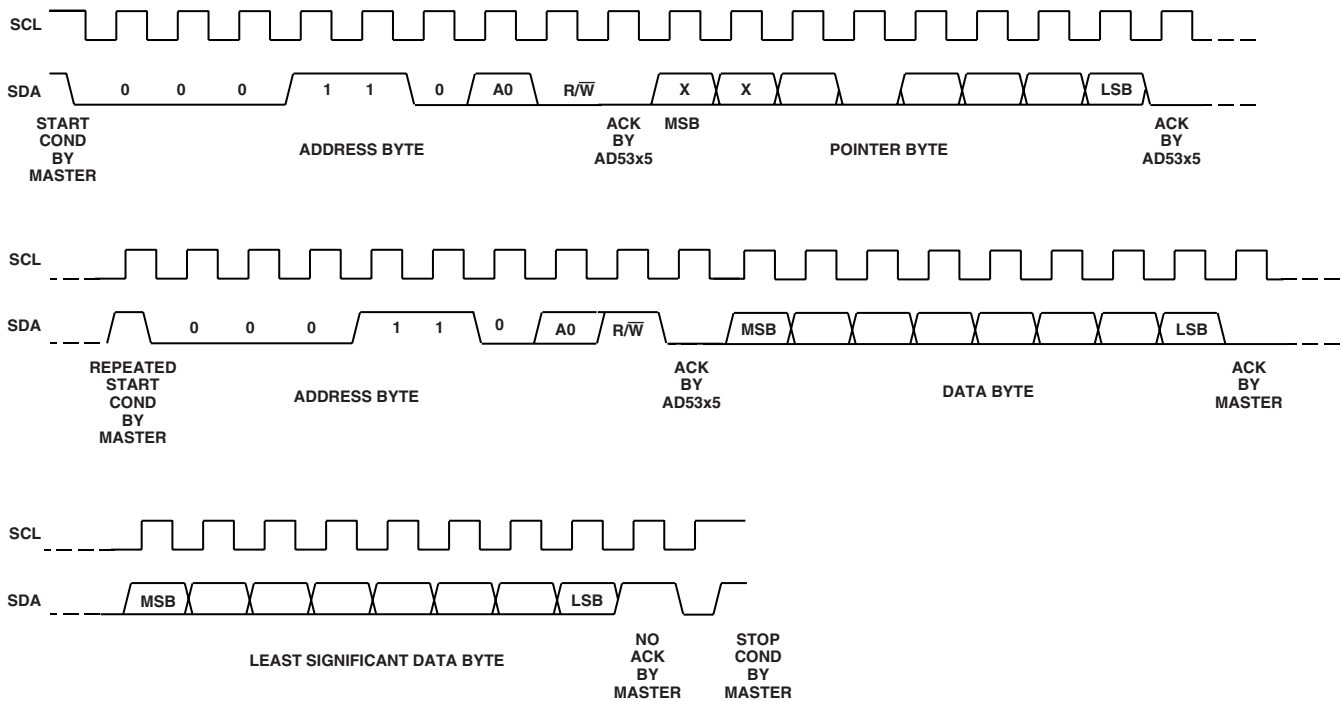 SCL
SDA 0 0 0 1 1 0 A0 R/W̅ X X LSB
START
COND
BY
MASTER
ADDRESS BYTE
ACK
BY
AD53x5
MSB
POINTER BYTE
ACK
BY
AD53x5
SCL
SDA 0 0 0 1 1 0 A0 R/W̅ MSB LSB
REPEATED
START
COND
BY
MASTER
ADDRESS BYTE
ACK
BY
AD53x5
DATA BYTE
ACK
BY
MASTER
SCL
SDA MSB LSB
LEAST SIGNIFICANT DATA BYTE
NO
ACK
BY
MASTER
STOP
COND
BY
MASTER